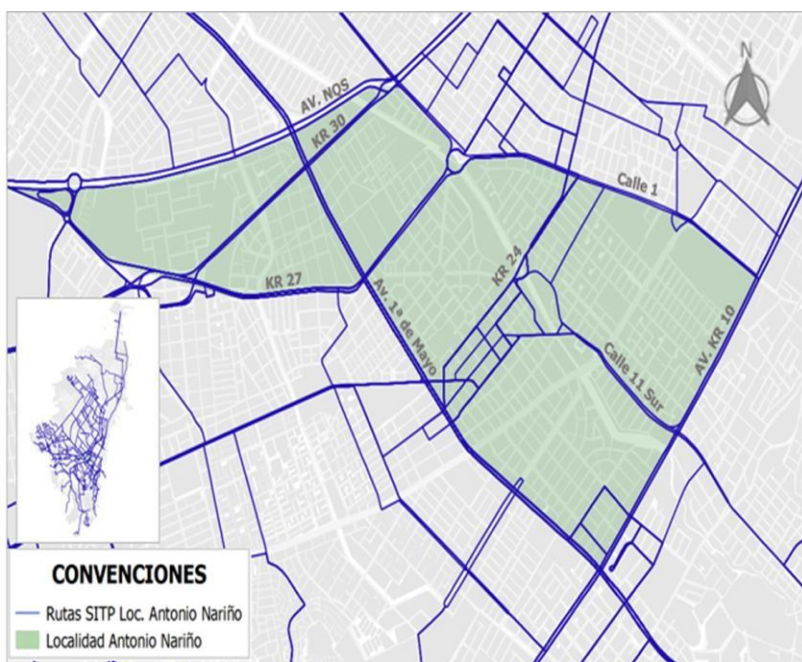 N
AV. NQS
KR 30
Calle 1
KR 24
KR 27
Av. 1ª de Mayo
AV. KR 10
Calle 11 Sur
CONVENCIONES
Rutas SITP Loc. Antonio Nariño
Localidad Antonio Nariño